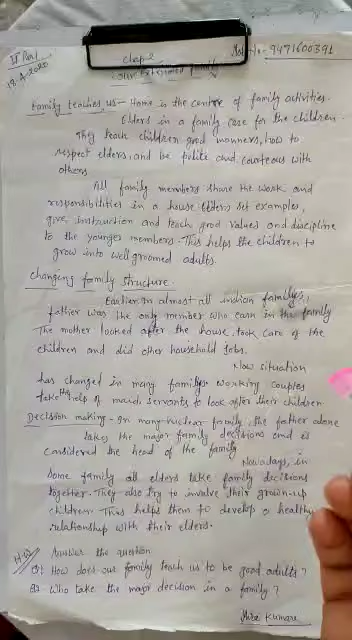 Mob No- 9471600391
18-4-2020
Chap-2
our Extended family
Family teaches us- Home is the centre of family activities.
Elders in a family care for the children.
They teach children good manners, how to
respect elders, and be polite and courteous with
others
All family members share the work and
responsibilities in a house Elders set examples,
give instruction and teach good values and discipline
to the younger members. This helps the children to
grow into well groomed adults.
Changing family structure.
Earlier in almost all indian families,
father was the only member who earn in the family
The mother looked after the house, took care of the
children and did other household Jobs.
Now situation
has changed in many family working couples
take the help of maid, servants to look after their children
Decision making- In many nuclear family, the father alone
takes the major family decisions and is
considered the head of the family
Nowadays, in
some family all elders take family decisions
together. They also try to involve their grown-up
children. This helps them to develop a healthy
relationship with their elders.
H.W Answer the question
Q1 How does our family teach us to be good adults?
Q2 Who take the major decision in a family?
Kumar